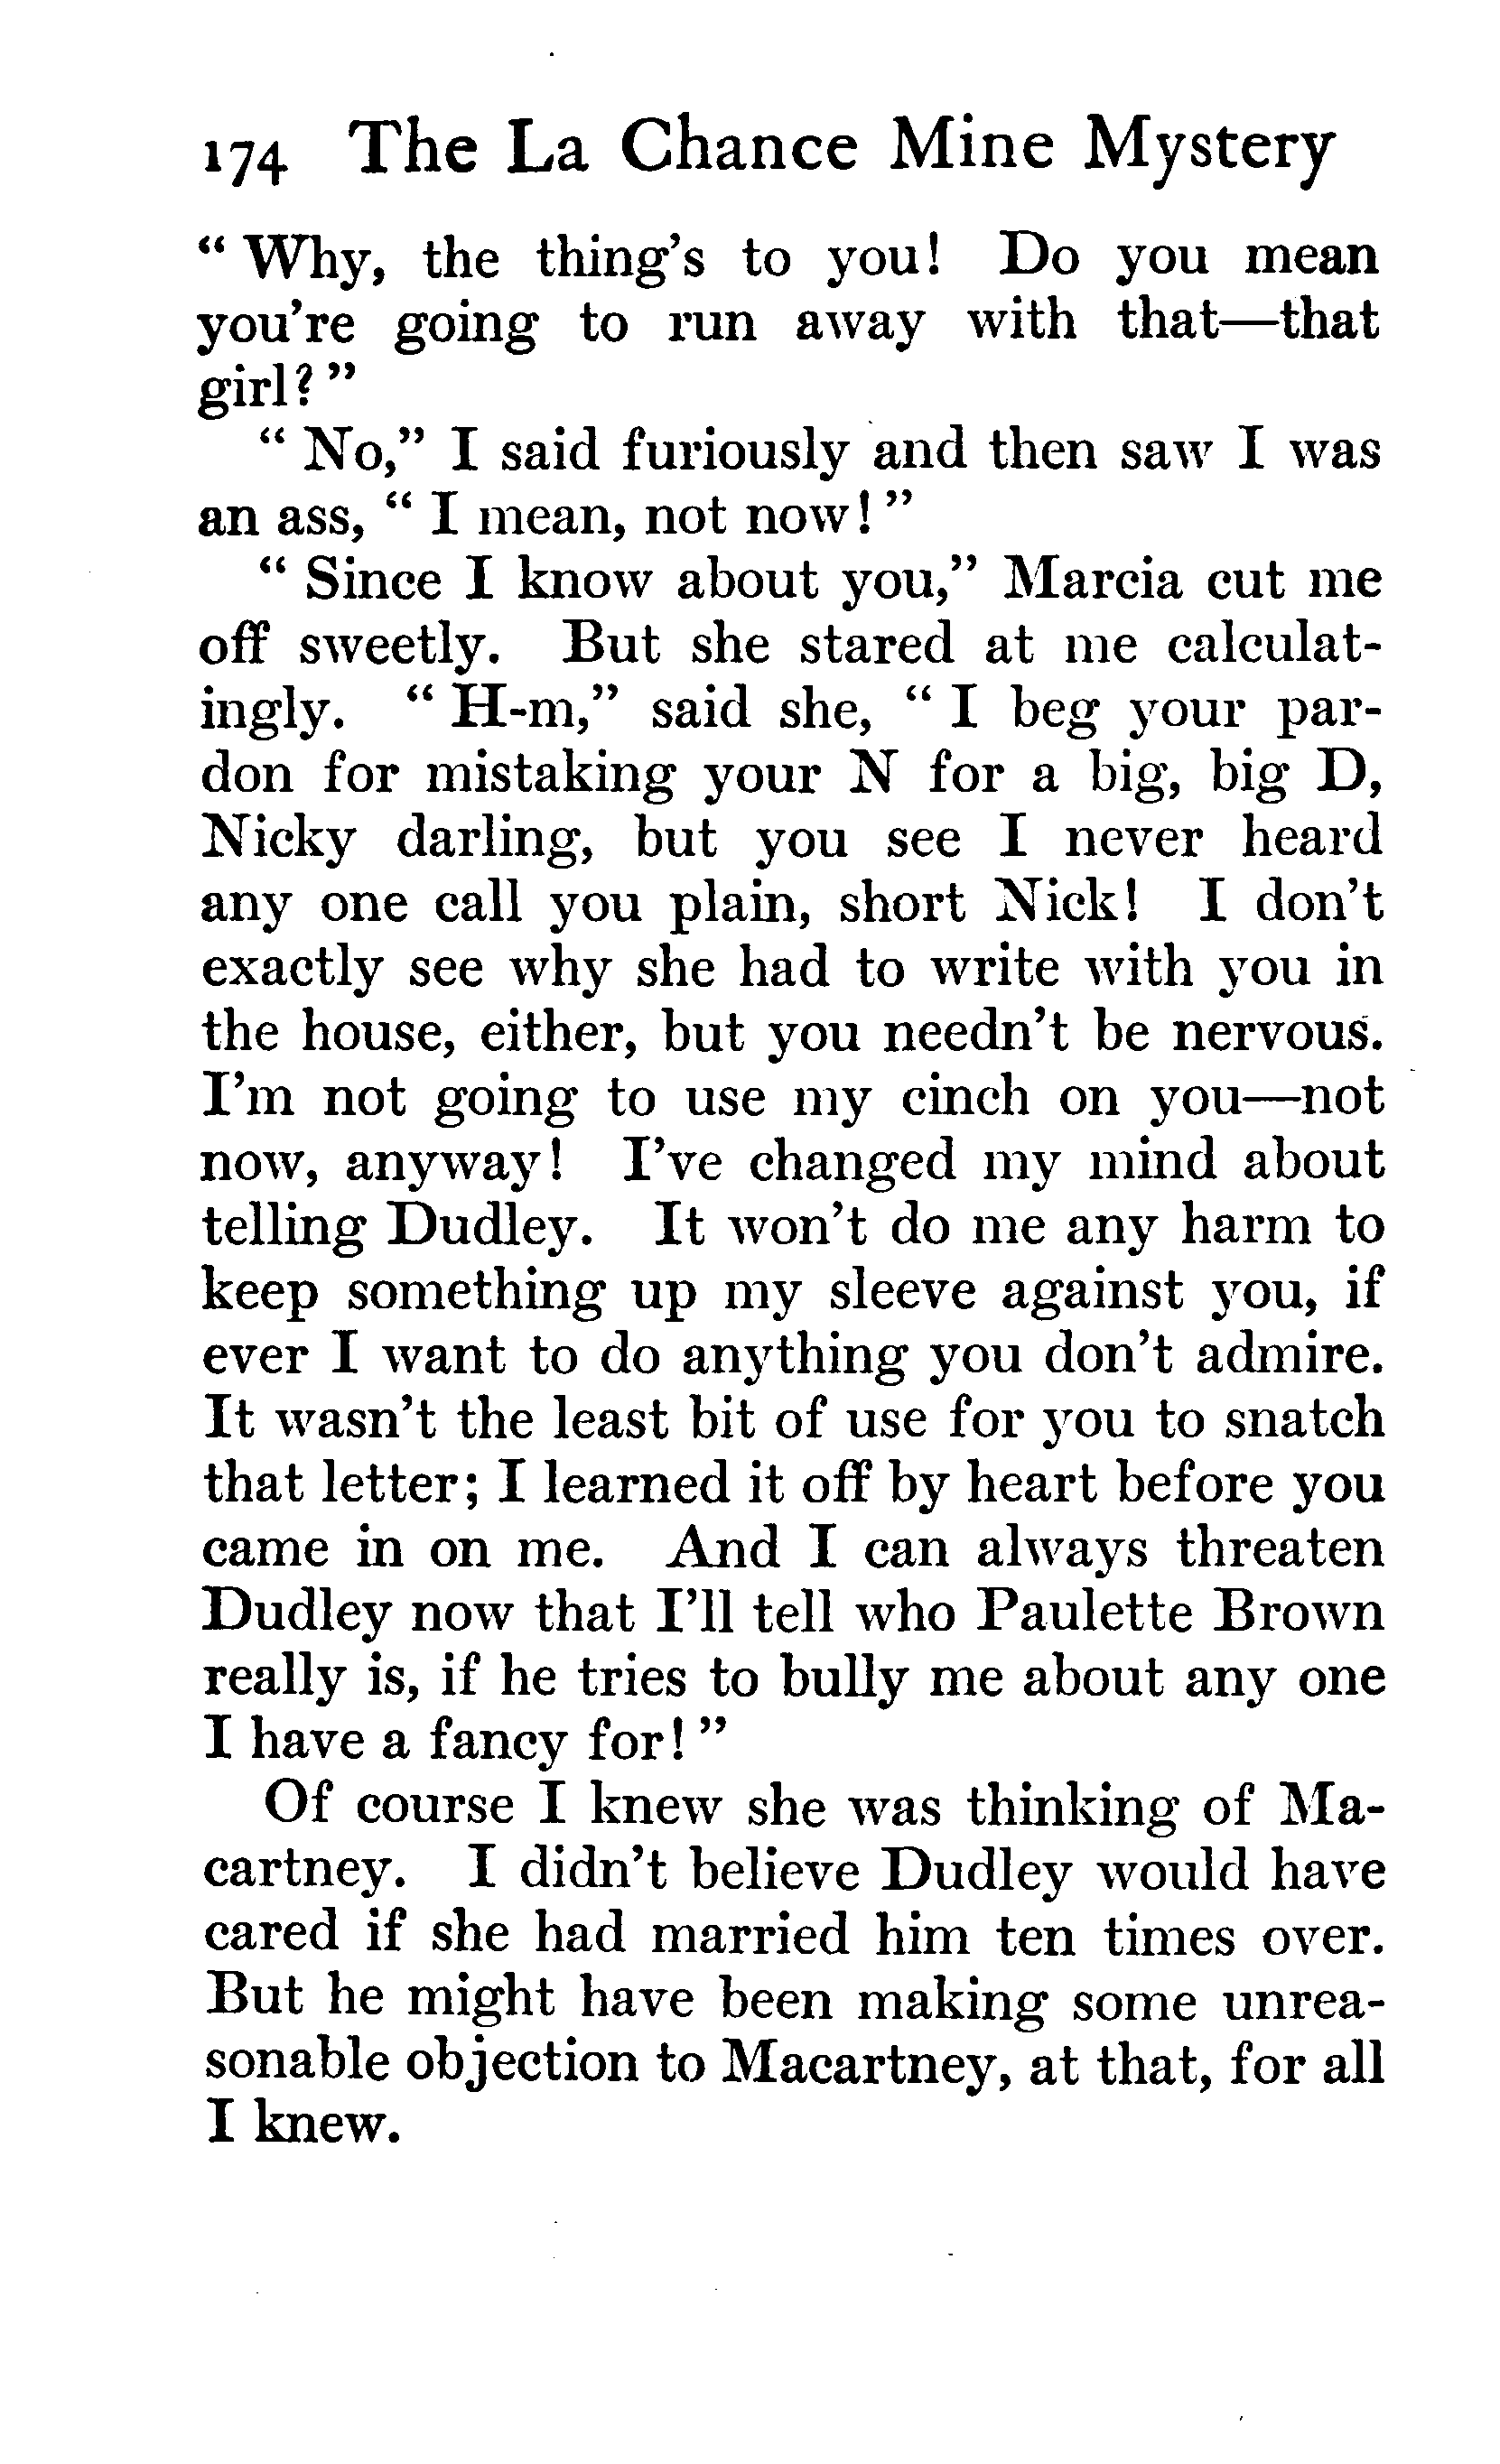 174 The La Chance Mine Mystery
" Why, the thing's to you! Do you mean
you're going to run away with that—that
girl? "
" No," I said furiously and then saw I was
an ass, " I mean, not now! "
" Since I know about you," Marcia cut me
off sweetly. But she stared at me calculat-
ingly. " H-m," said she, " I beg your par-
don for mistaking your N for a big, big D,
Nicky darling, but you see I never heard
any one call you plain, short Nick! I don't
exactly see why she had to write with you in
the house, either, but you needn't be nervous.
I'm not going to use my cinch on you—not
now, anyway! I've changed my mind about
telling Dudley. It won't do me any harm to
keep something up my sleeve against you, if
ever I want to do anything you don't admire.
It wasn't the least bit of use for you to snatch
that letter; I learned it off by heart before you
came in on me. And I can always threaten
Dudley now that I'll tell who Paulette Brown
really is, if he tries to bully me about any one
I have a fancy for! "
Of course I knew she was thinking of Ma-
cartney. I didn't believe Dudley would have
cared if she had married him ten times over.
But he might have been making some unrea-
sonable objection to Macartney, at that, for all
I knew.